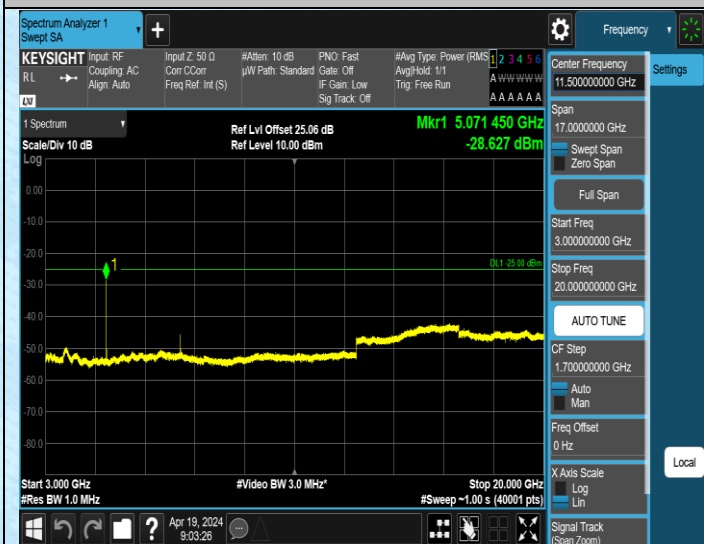 Spectrum Analyzer 1
Swept SA
+
Frequency
KEYSIGHT
RL
LXI
Input: RF
Coupling: AC
Align: Auto
Input Z: 50 Ω
Corr CCorr
Freq Ref: Int (S)
#Atten: 10 dB
µW Path: Standard
PNO: Fast
Gate: Off
IF Gain: Low
Sig Track: Off
#Avg Type: Power (RMS
Avg|Hold: 1/1
Trig: Free Run
1 2 3 4 5 6
A W W W W W
A A A A A A
1 Spectrum
Scale/Div 10 dB
Log
Ref Lvl Offset 25.06 dB
Ref Level 10.00 dBm
Mkr1 5.071 450 GHz
-28.627 dBm
0.00
-10.0
-20.0
-30.0
-40.0
-50.0
-60.0
-70.0
-80.0
1
DL1 -25.00 dBm
Start 3.000 GHz
#Res BW 1.0 MHz
#Video BW 3.0 MHz*
Stop 20.000 GHz
#Sweep ~1.00 s (40001 pts)
Center Frequency
11.500000000 GHz
Span
17.0000000 GHz
Swept Span
Zero Span
Full Span
Start Freq
3.000000000 GHz
Stop Freq
20.000000000 GHz
AUTO TUNE
CF Step
1.700000000 GHz
Auto
Man
Freq Offset
0 Hz
X Axis Scale
Log
Lin
Signal Track
(Span Zoom)
Settings
Local
?
Apr 19, 2024
9:03:26